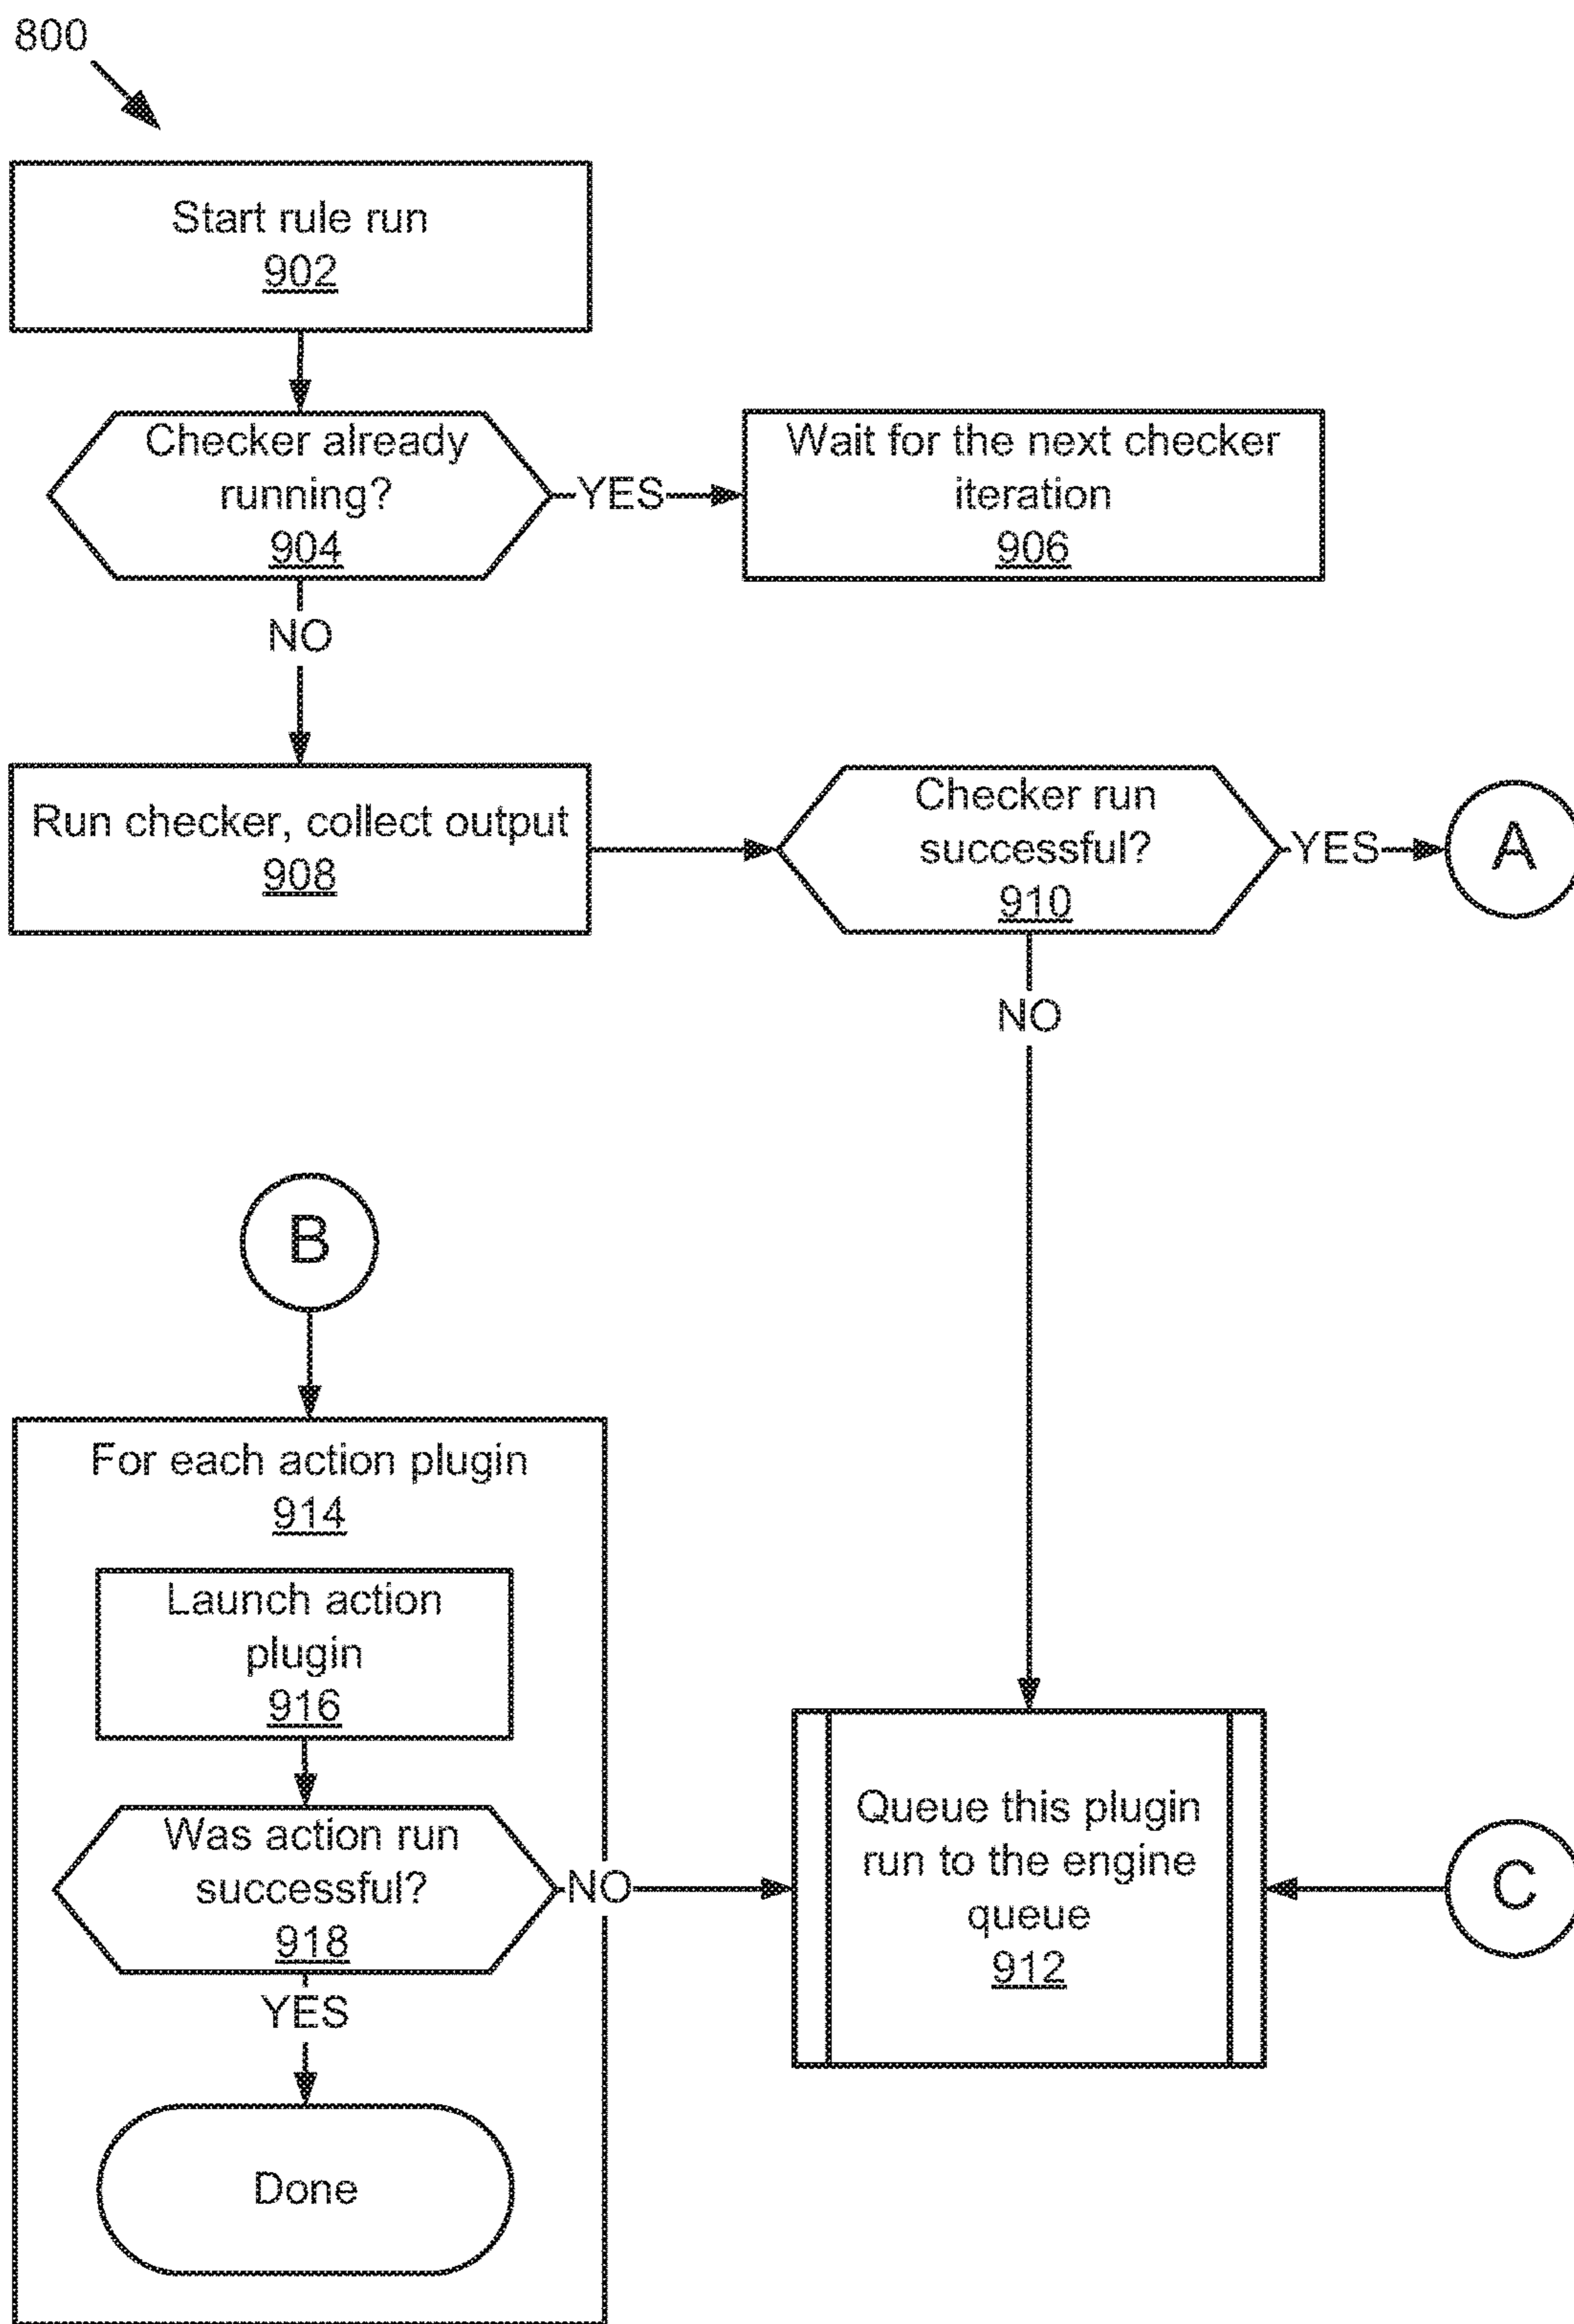 800
Start rule run
902
Checker already
running?
904
YES
Wait for the next checker
iteration
906
NO
Run checker, collect output
908
Checker run
successful?
910
YES
A
NO
B
For each action plugin
914
Launch action
plugin
916
Was action run
successful?
918
NO
Queue this plugin
run to the engine
queue
912
C
YES
Done